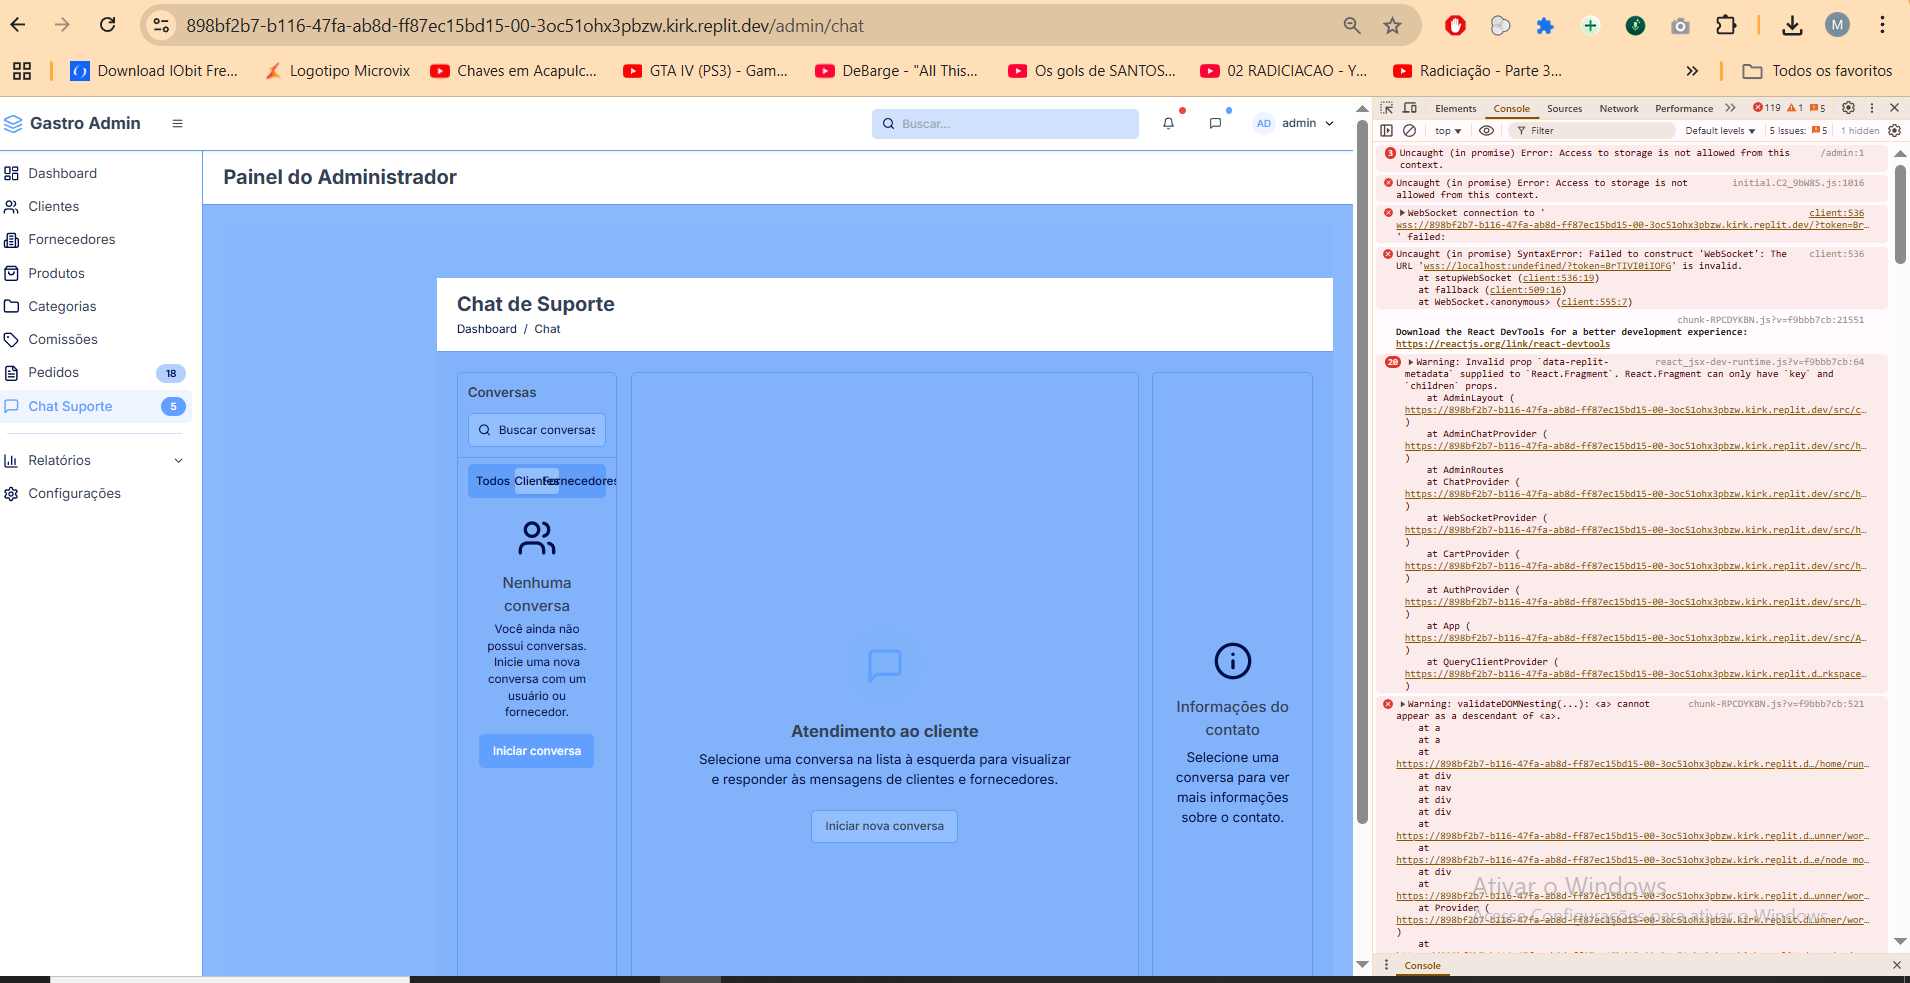 898bf2b7-b116-47fa-ab8d-ff87ec15bd15-00-3oc51ohx3pbzw.kirk.replit.dev/admin/chat
M
Download IObit Fre...
Logotipo Microvix
Chaves em Acapulc...
GTA IV (PS3) - Gam...
DeBarge - "All This...
Os gols de SANTOS...
02 RADICIACAO - Y...
Radiciação - Parte 3...
Todos os favoritos
Gastro Admin
Buscar...
AD
admin
Dashboard
Clientes
Fornecedores
Produtos
Categorias
Comissões
Pedidos
18
Chat Suporte
5
Relatórios
Configurações
Painel do Administrador
Chat de Suporte
Dashboard / Chat
Conversas
Buscar conversas
Todos
Clientes
Fornecedores
Nenhuma
conversa
Você ainda não
possui conversas.
Inicie uma nova
conversa com um
usuário ou
fornecedor.
Iniciar conversa
Atendimento ao cliente
Selecione uma conversa na lista à esquerda para visualizar
e responder às mensagens de clientes e fornecedores.
Iniciar nova conversa
Informações do
contato
Selecione uma
conversa para ver
mais informações
sobre o contato.
Elements
Console
Sources
Network
Performance
119
1
5
top
Filter
Default levels
5 Issues: 5
1 hidden
3 Uncaught (in promise) Error: Access to storage is not allowed from this /admin:1
context.
Uncaught (in promise) Error: Access to storage is not initial.C2_9bW8S.js:1016
allowed from this context.
WebSocket connection to ' client:536
wss://898bf2b7-b116-47fa-ab8d-ff87ec15bd15-00-3oc51ohx3pbzw.kirk.replit.dev/?token=Br…
' failed:
Uncaught (in promise) SyntaxError: Failed to construct 'WebSocket': The client:536
URL 'wss://localhost:undefined/?token=BrTIVI0iIOFG' is invalid.
at setupWebSocket (client:536:19)
at fallback (client:509:16)
at WebSocket.<anonymous> (client:555:7)
chunk-RPCDYKBN.js?v=f9bbb7cb:21551
Download the React DevTools for a better development experience:
https://reactjs.org/link/react-devtools
20 Warning: Invalid prop `data-replit- react_jsx-dev-runtime.js?v=f9bbb7cb:64
metadata` supplied to `React.Fragment`. React.Fragment can only have `key` and
`children` props.
at AdminLayout (
https://898bf2b7-b116-47fa-ab8d-ff87ec15bd15-00-3oc51ohx3pbzw.kirk.replit.dev/src/c…
)
at AdminChatProvider (
https://898bf2b7-b116-47fa-ab8d-ff87ec15bd15-00-3oc51ohx3pbzw.kirk.replit.dev/src/h…
)
at AdminRoutes
at ChatProvider (
https://898bf2b7-b116-47fa-ab8d-ff87ec15bd15-00-3oc51ohx3pbzw.kirk.replit.dev/src/h…
)
at WebSocketProvider (
https://898bf2b7-b116-47fa-ab8d-ff87ec15bd15-00-3oc51ohx3pbzw.kirk.replit.dev/src/h…
)
at CartProvider (
https://898bf2b7-b116-47fa-ab8d-ff87ec15bd15-00-3oc51ohx3pbzw.kirk.replit.dev/src/h…
)
at AuthProvider (
https://898bf2b7-b116-47fa-ab8d-ff87ec15bd15-00-3oc51ohx3pbzw.kirk.replit.dev/src/h…
)
at App (
https://898bf2b7-b116-47fa-ab8d-ff87ec15bd15-00-3oc51ohx3pbzw.kirk.replit.dev/src/A…
)
at QueryClientProvider (
https://898bf2b7-b116-47fa-ab8d-ff87ec15bd15-00-3oc51ohx3pbzw.kirk.replit.d…rkspace…
)
Warning: validateDOMNesting(...): <a> cannot chunk-RPCDYKBN.js?v=f9bbb7cb:521
appear as a descendant of <a>.
at a
at a
at
https://898bf2b7-b116-47fa-ab8d-ff87ec15bd15-00-3oc51ohx3pbzw.kirk.replit.d…/home/run…
at div
at nav
at div
at div
at
https://898bf2b7-b116-47fa-ab8d-ff87ec15bd15-00-3oc51ohx3pbzw.kirk.replit.d…unner/wor…
at
https://898bf2b7-b116-47fa-ab8d-ff87ec15bd15-00-3oc51ohx3pbzw.kirk.replit.d…e/node_mo…
at div
at
https://898bf2b7-b116-47fa-ab8d-ff87ec15bd15-00-3oc51ohx3pbzw.kirk.replit.d…unner/wor…
at Provider (
https://898bf2b7-b116-47fa-ab8d-ff87ec15bd15-00-3oc51ohx3pbzw.kirk.replit.d…unner/wor…
)
at
Ativar o Windows
Acesse Configurações para ativar o Windows.
Console